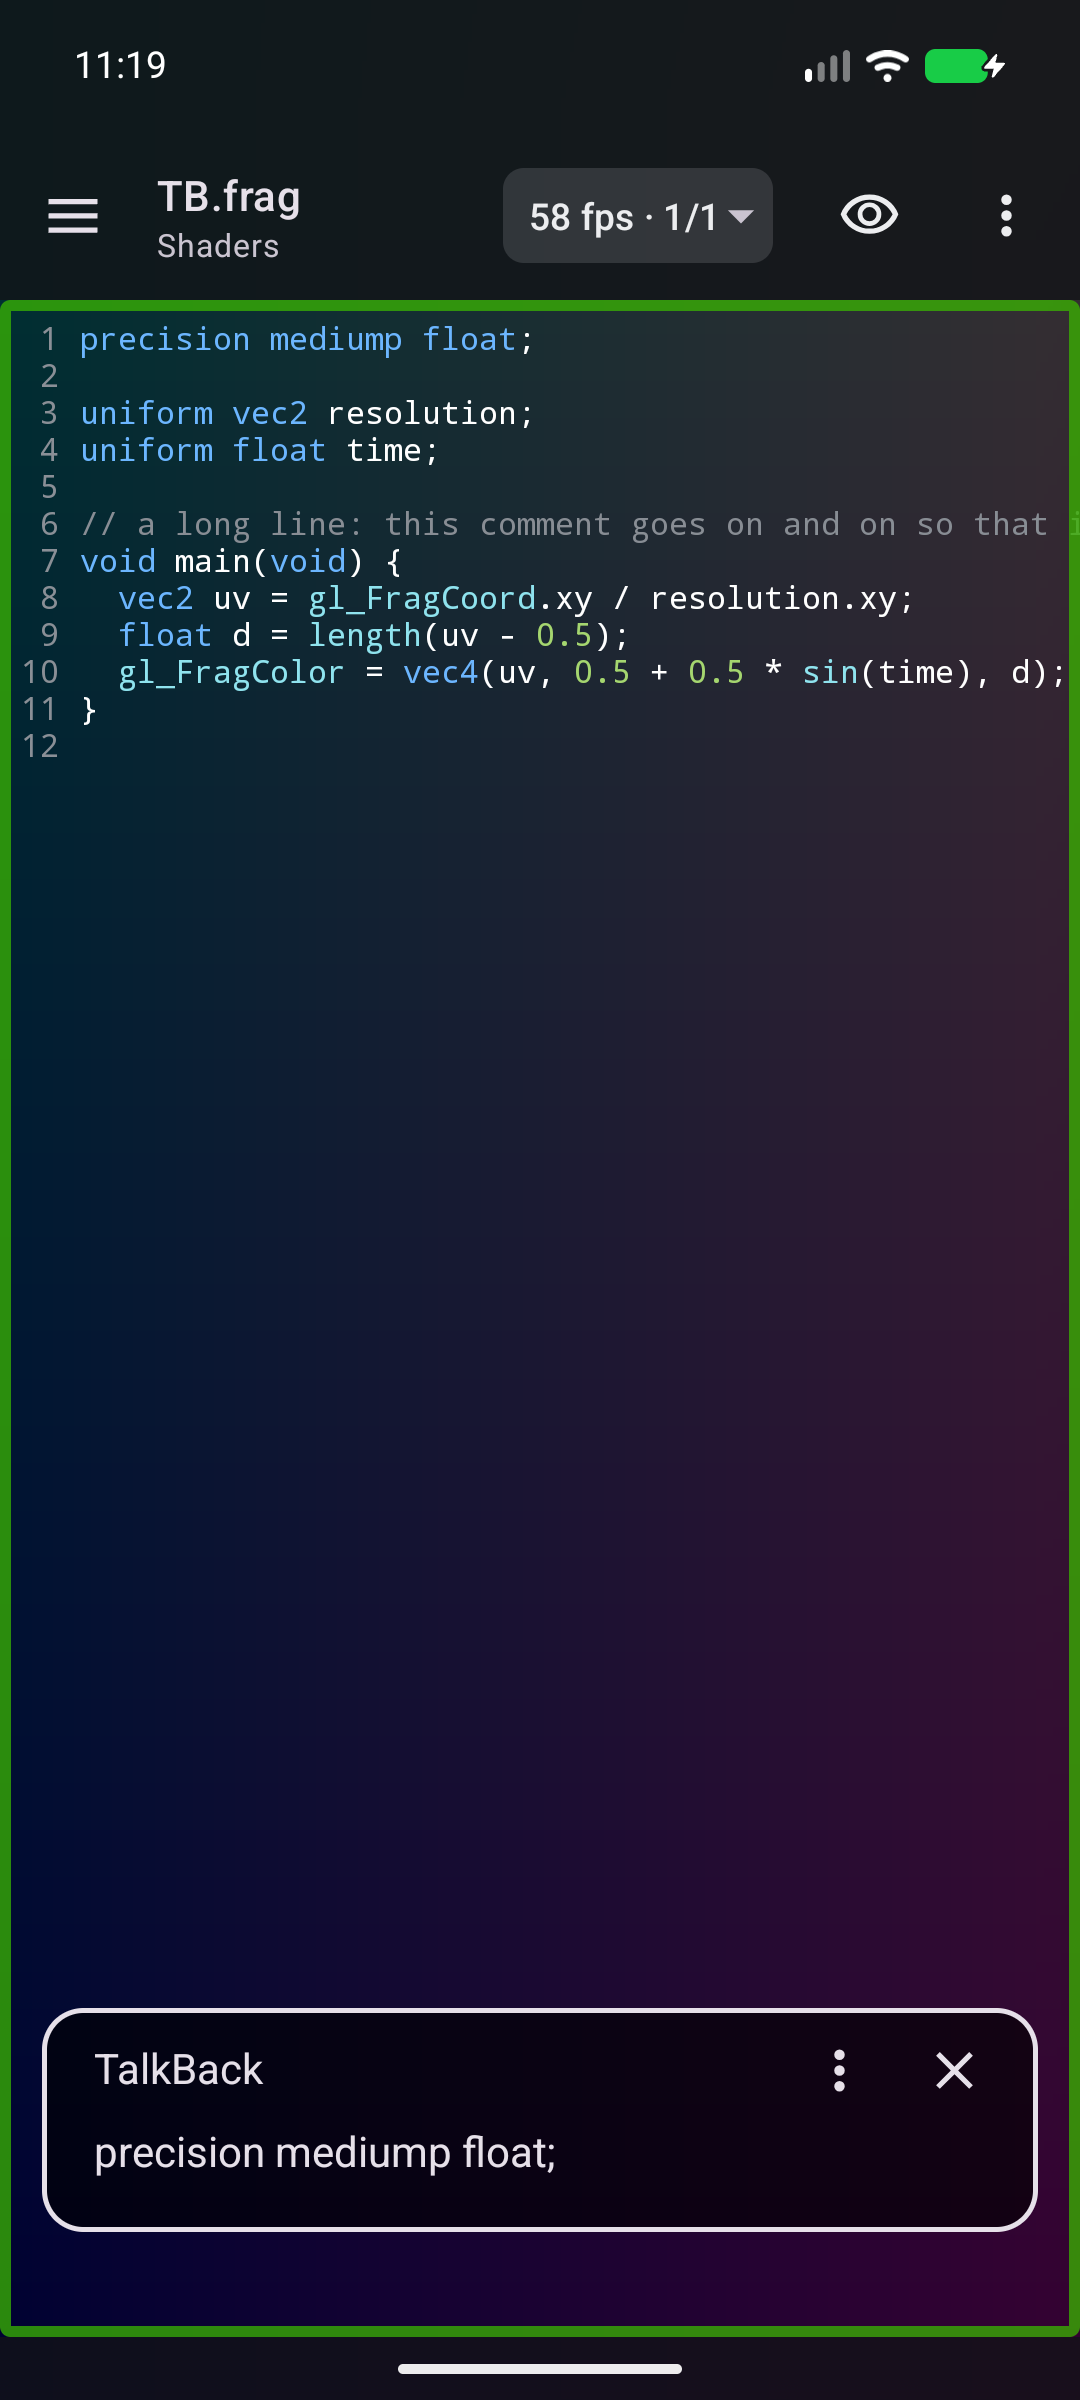 11:19
TB.frag
Shaders
58 fps · 1/1
1 precision mediump float;
2
3 uniform vec2 resolution;
4 uniform float time;
5
6 // a long line: this comment goes on and on so that
7 void main(void) {
8   vec2 uv = gl_FragCoord.xy / resolution.xy;
9   float d = length(uv - 0.5);
10   gl_FragColor = vec4(uv, 0.5 + 0.5 * sin(time), d);
11 }
12
TalkBack
precision mediump float;